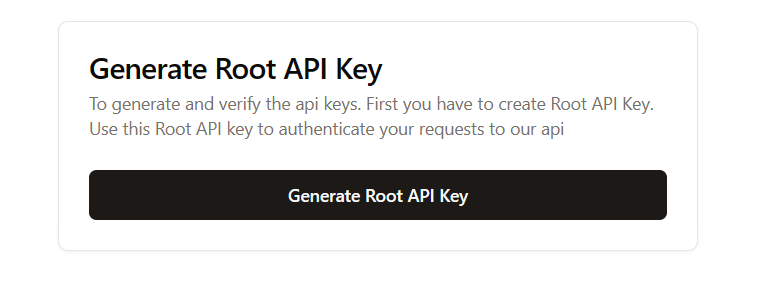 Generate Root API Key
To generate and verify the api keys. First you have to create Root API Key.
Use this Root API key to authenticate your requests to our api
Generate Root API Key